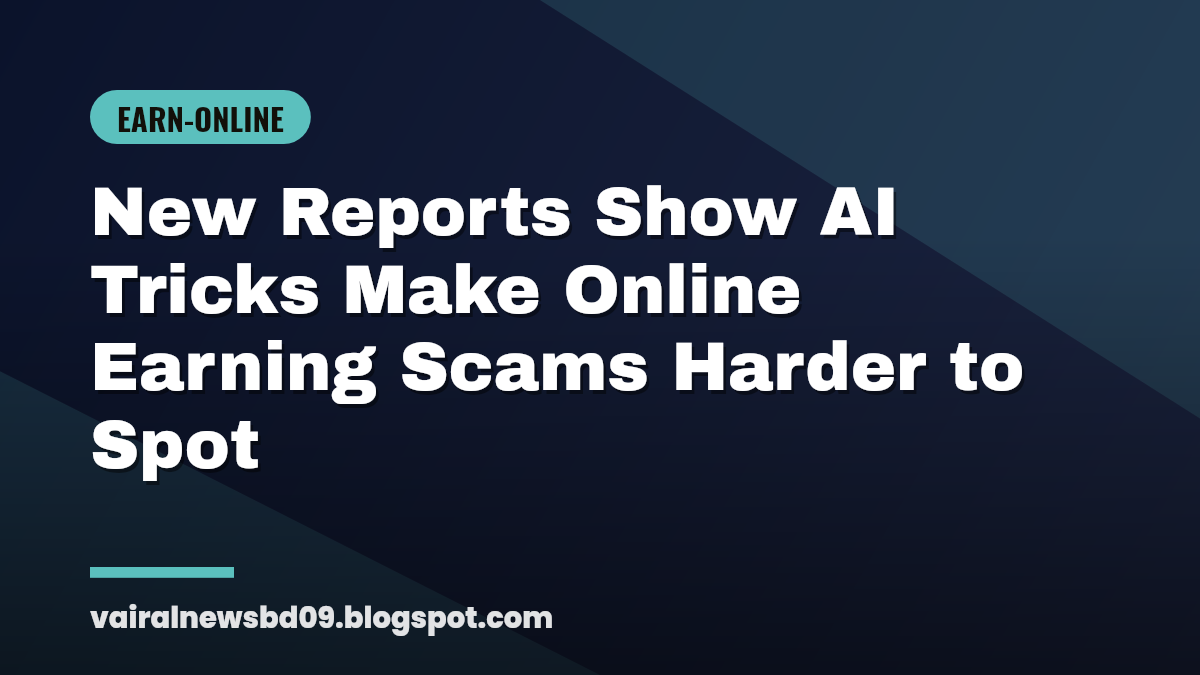 EARN-ONLINE
New Reports Show AI
Tricks Make Online
Earning Scams Harder to
Spot
vairalnewsbd09.blogspot.com